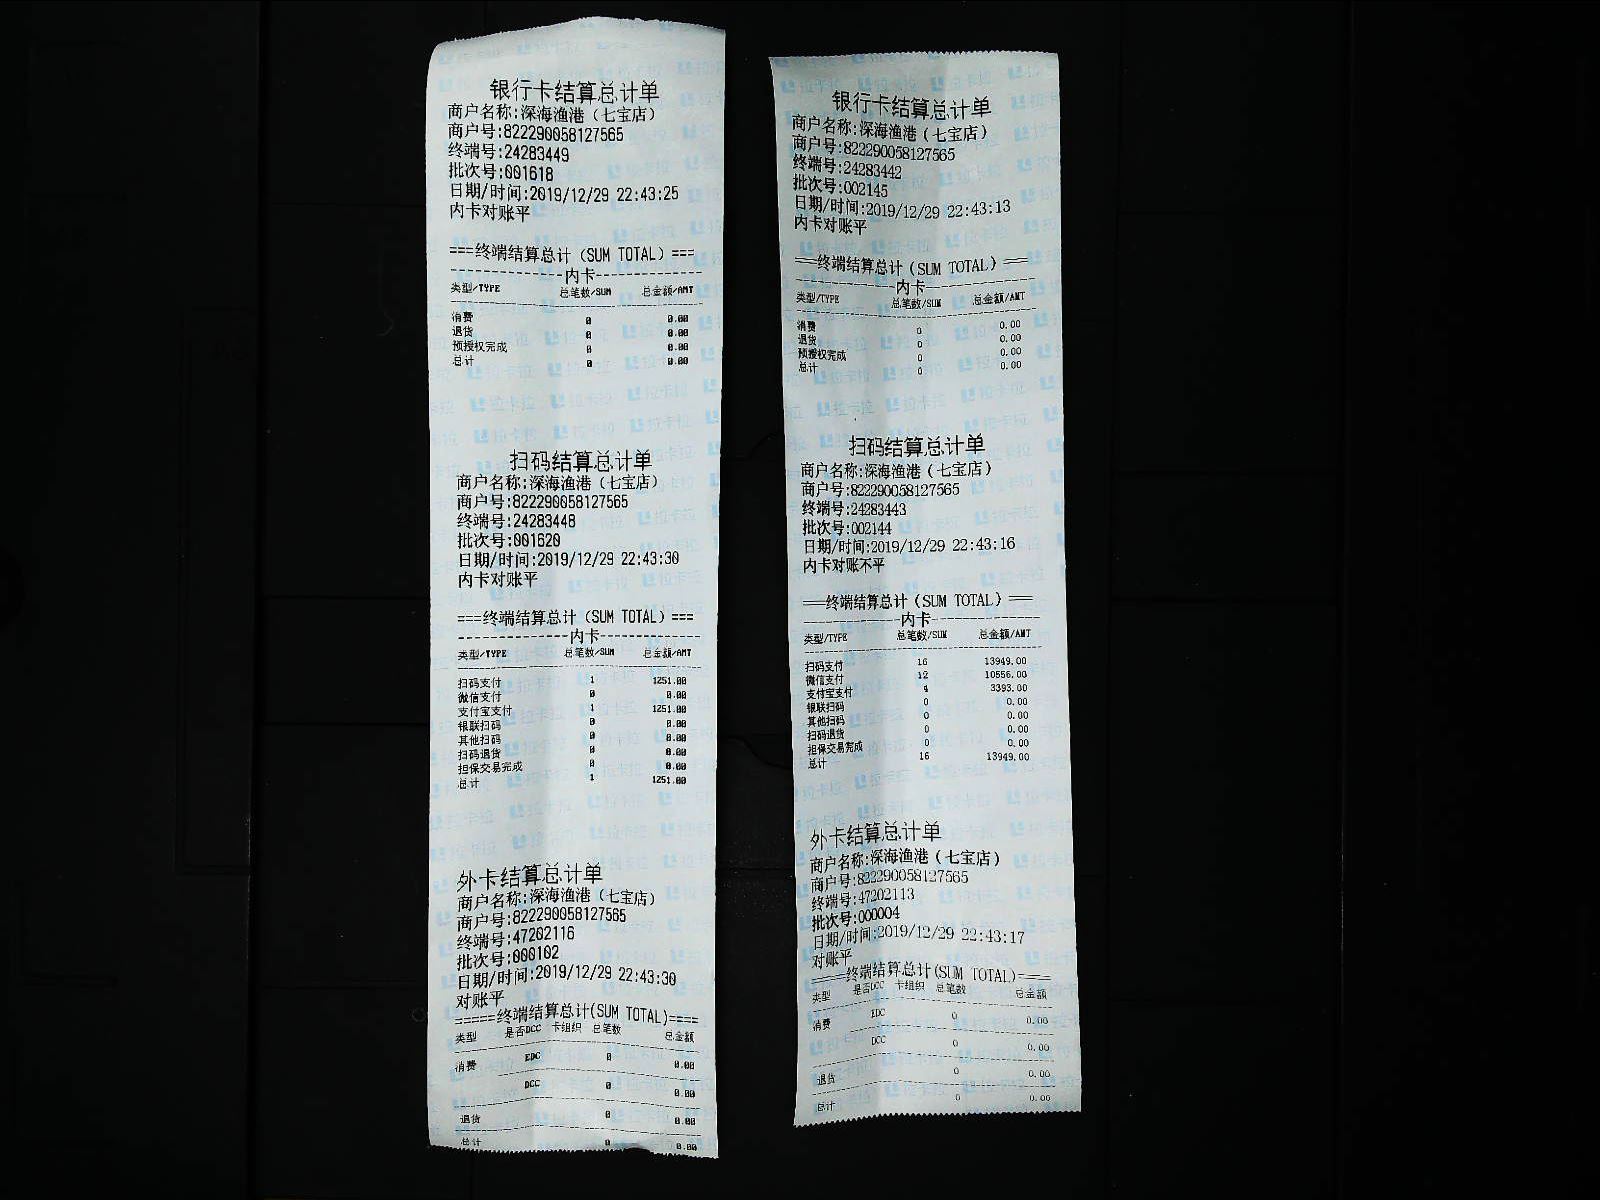 银行卡结算总计单
商户名称:深海渔港（七宝店）
商户号:822290058127565
终端号:24283449
批次号:001618
日期/时间:2019/12/29 22:43:25
内卡对账平
===终端结算总计（SUM TOTAL）===
---------------内卡---------------
类型/TYPE 总笔数/SUM 总金额/AMT
消费 0 0.00
退货 0 0.00
预授权完成 0 0.00
总计 0 0.00
扫码结算总计单
商户名称:深海渔港（七宝店）
商户号:822290058127565
终端号:24283448
批次号:001620
日期/时间:2019/12/29 22:43:30
内卡对账平
===终端结算总计（SUM TOTAL）===
---------------内卡---------------
类型/TYPE 总笔数/SUM 总金额/AMT
扫码支付 1 1251.00
微信支付 0 0.00
支付宝支付 1 1251.00
银联扫码 0 0.00
其他扫码 0 0.00
扫码退货 0 0.00
担保交易完成 0 0.00
总计 1 1251.00
外卡结算总计单
商户名称:深海渔港（七宝店）
商户号:822290058127565
终端号:47202116
批次号:000102
日期/时间:2019/12/29 22:43:30
对账平
=====终端结算总计(SUM TOTAL)====
类型 是否DCC 卡组织 总笔数 总金额
消费 EDC 0 0.00
DCC 0 0.00
退货 0 0.00
总计 0 0.00
银行卡结算总计单
商户名称:深海渔港（七宝店）
商户号:822290058127565
终端号:24283442
批次号:002145
日期/时间:2019/12/29 22:43:13
内卡对账平
===终端结算总计（SUM TOTAL）===
---------------内卡---------------
类型/TYPE 总笔数/SUM 总金额/AMT
消费 0 0.00
退货 0 0.00
预授权完成 0 0.00
总计 0 0.00
扫码结算总计单
商户名称:深海渔港（七宝店）
商户号:822290058127565
终端号:24283443
批次号:002144
日期/时间:2019/12/29 22:43:16
内卡对账不平
===终端结算总计（SUM TOTAL）===
---------------内卡---------------
类型/TYPE 总笔数/SUM 总金额/AMT
扫码支付 16 13949.00
微信支付 12 10556.00
支付宝支付 4 3393.00
银联扫码 0 0.00
其他扫码 0 0.00
扫码退货 0 0.00
担保交易完成 0 0.00
总计 16 13949.00
外卡结算总计单
商户名称:深海渔港（七宝店）
商户号:822290058127565
终端号:47202113
批次号:000004
日期/时间:2019/12/29 22:43:17
对账平
=====终端结算总计(SUM TOTAL)====
类型 是否DCC 卡组织 总笔数 总金额
消费 EDC 0 0.00
DCC 0 0.00
退货 0 0.00
总计 0 0.00